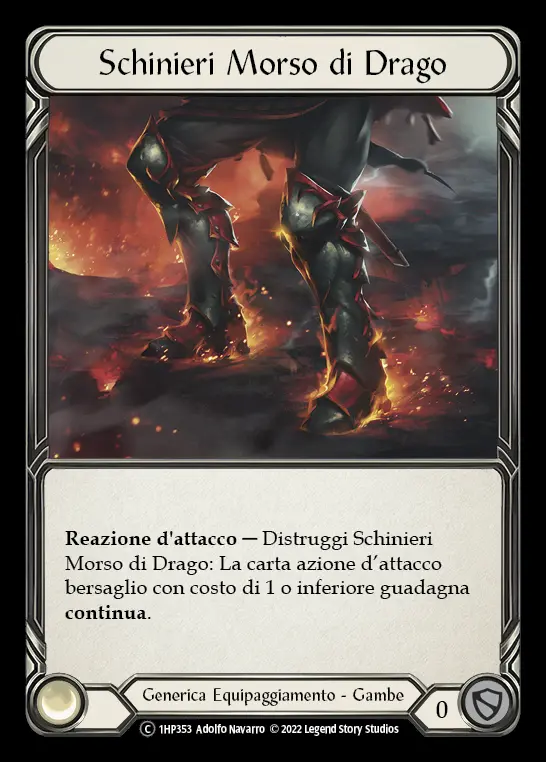 Schinieri Morso di Drago
Reazione d'attacco — Distruggi Schinieri
Morso di Drago: La carta azione d’attacco
bersaglio con costo di 1 o inferiore guadagna
continua.
Generica Equipaggiamento - Gambe
0
C 1HP353 Adolfo Navarro © 2022 Legend Story Studios